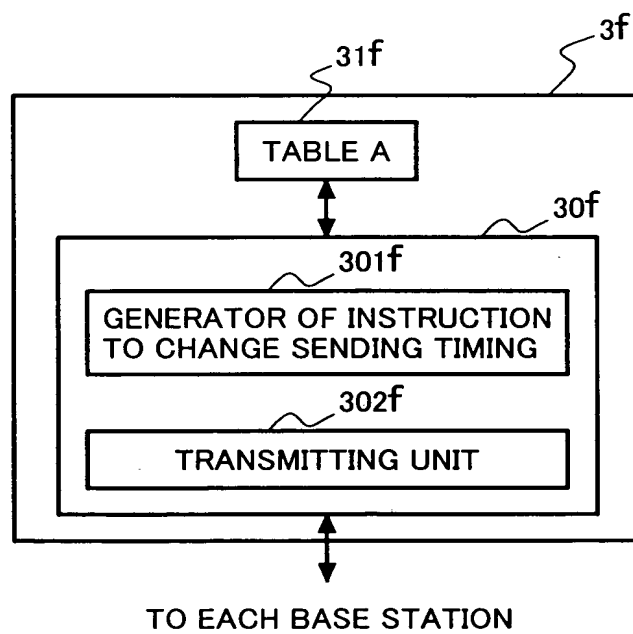 3f
31f
TABLE A
30f
301f
GENERATOR OF INSTRUCTION
TO CHANGE SENDING TIMING
302f
TRANSMITTING UNIT
TO EACH BASE STATION